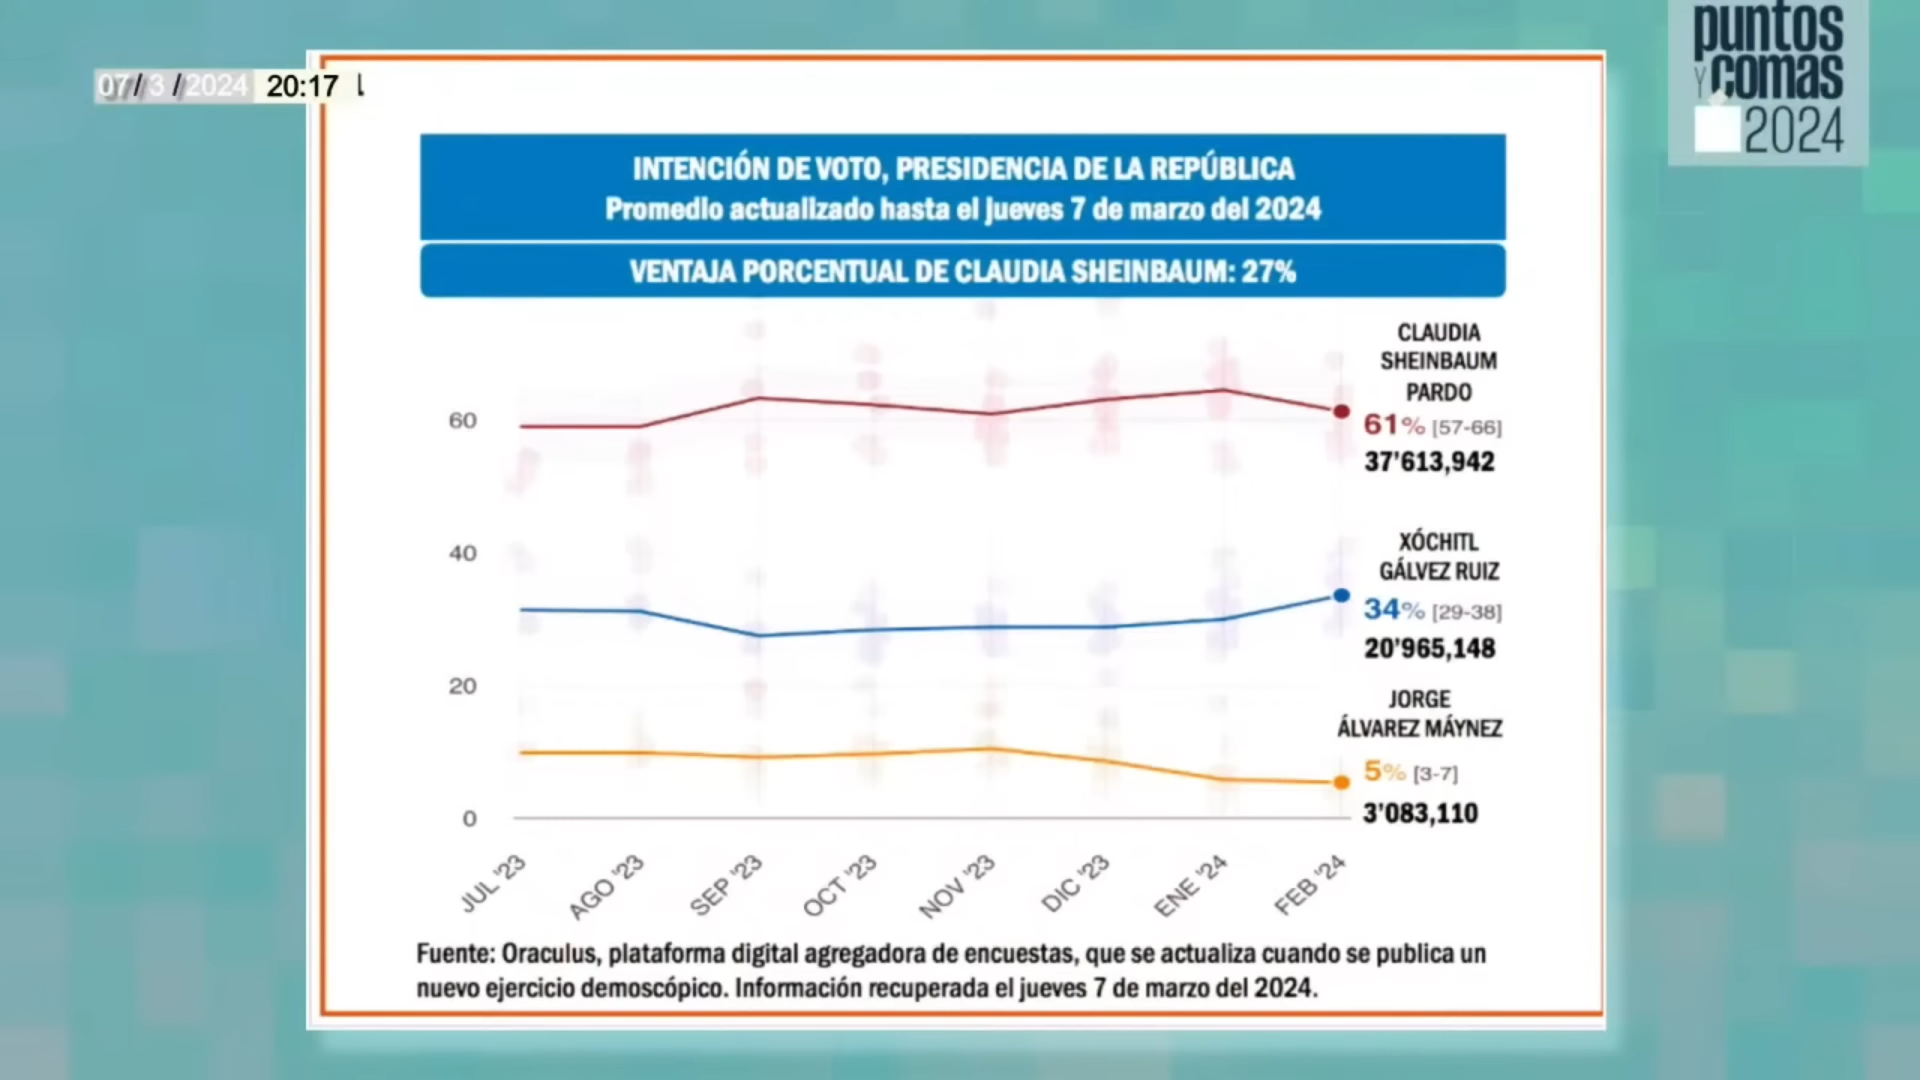 puntos
Y comas
2024
07/3/2024 20:17
INTENCIÓN DE VOTO, PRESIDENCIA DE LA REPÚBLICA
Promedio actualizado hasta el jueves 7 de marzo del 2024
VENTAJA PORCENTUAL DE CLAUDIA SHEINBAUM: 27%
CLAUDIA
SHEINBAUM
PARDO
61% [57-66]
37’613,942
XÓCHITL
GÁLVEZ RUIZ
34% [29-38]
20’965,148
JORGE
ÁLVAREZ MÁYNEZ
5% [3-7]
3’083,110
60
40
20
0
JUL '23
AGO '23
SEP '23
OCT '23
NOV '23
DIC '23
ENE '24
FEB '24
Fuente: Oraculus, plataforma digital agregadora de encuestas, que se actualiza cuando se publica un
nuevo ejercicio demoscópico. Información recuperada el jueves 7 de marzo del 2024.